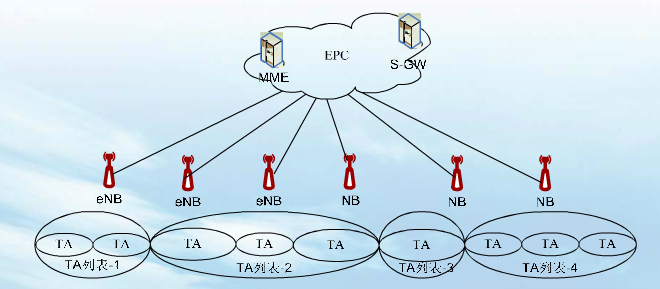 EPC
MME
S-GW
eNB
eNB
eNB
NB
NB
NB
TA TA TA TA TA TA TA TA TA
TA列表-1
TA列表-2
TA列表-3
TA列表-4